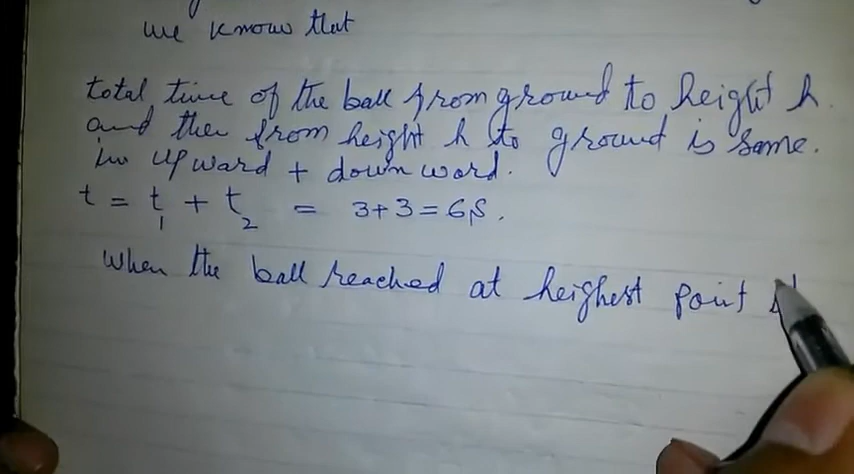 we know that
total time of the ball from ground to height h.
and then from height h to ground is same.
in upward + downward.
t = t₁ + t₂ = 3+3=6S.
When the ball reached at heighest point